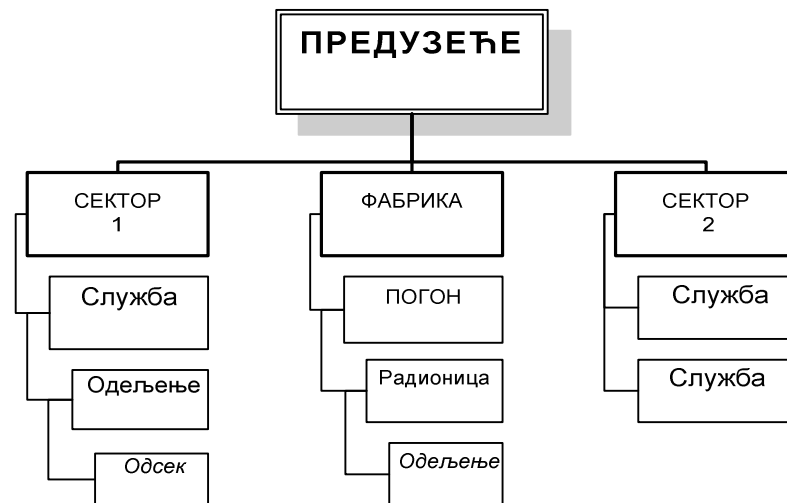 ПРЕДУЗЕЋЕ
СЕКТОР
1
Служба
Одељење
Одсек
ФАБРИКА
ПОГОН
Радионица
Одељење
СЕКТОР
2
Служба
Служба